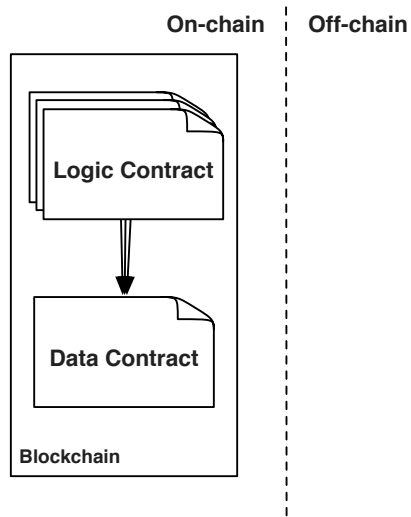 On-chain
Off-chain
Logic Contract
Data Contract
Blockchain